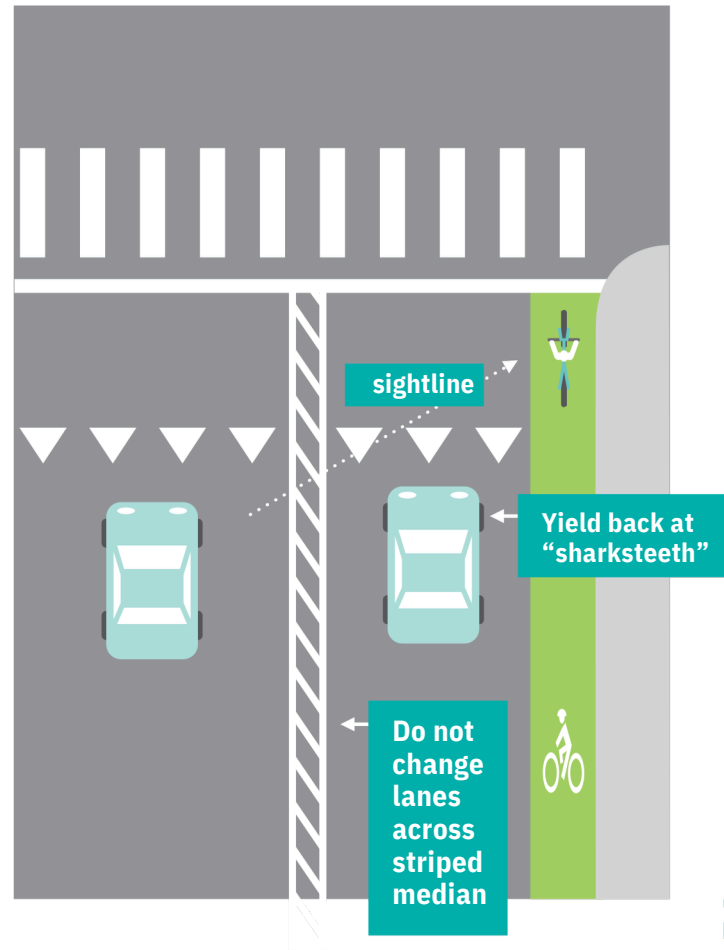 sightline
Yield back at
“sharksteeth”
Do not
change
lanes
across
striped
median